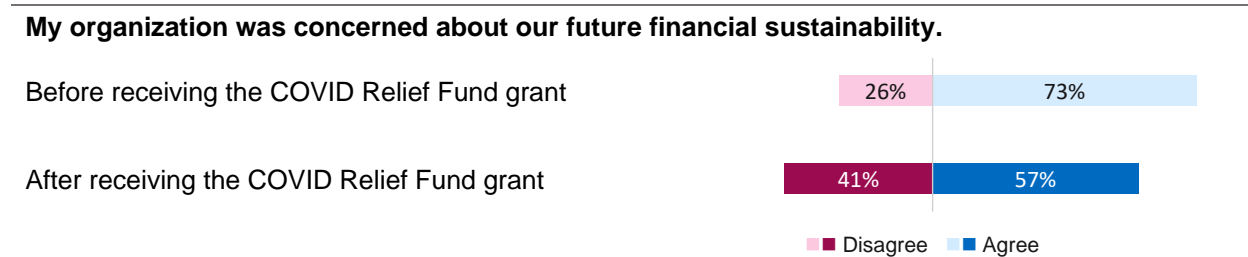 My organization was concerned about our future financial sustainability.
Before receiving the COVID Relief Fund grant 26% 73%
After receiving the COVID Relief Fund grant 41% 57%
Disagree Agree